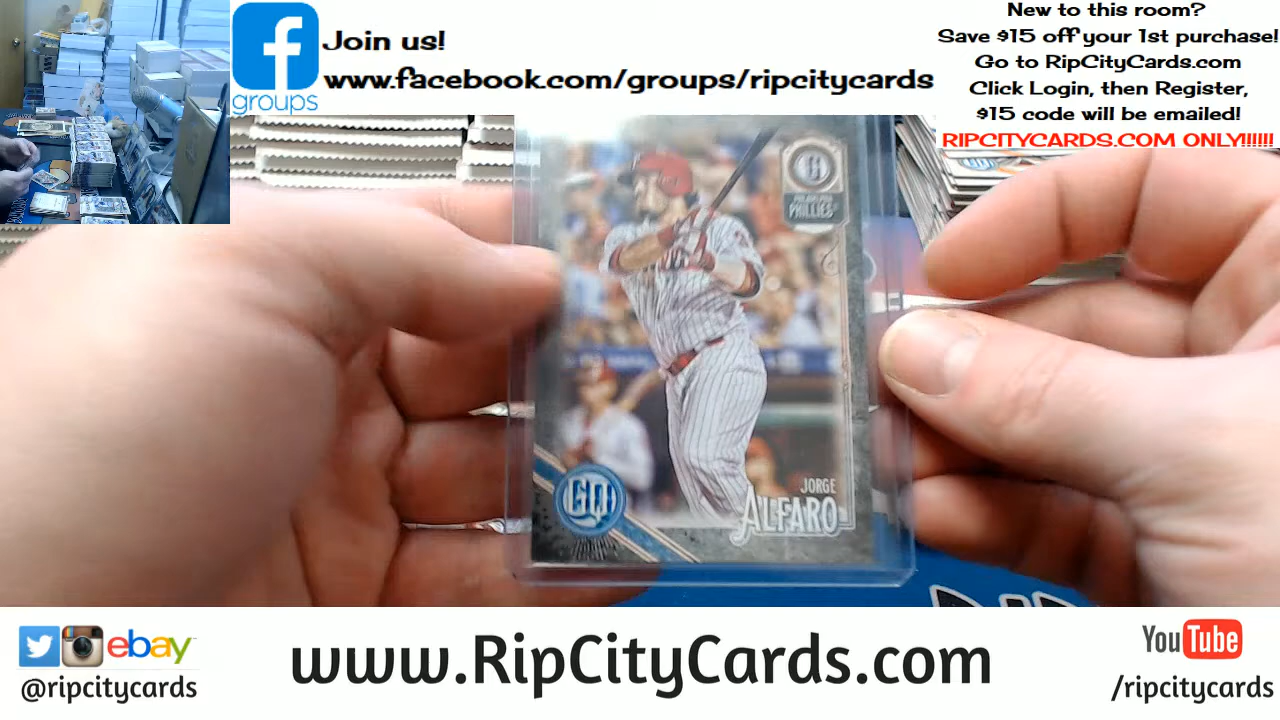 Join us!
www.facebook.com/groups/ripcitycards
groups
New to this room?
Save $15 off your 1st purchase!
Go to RipCityCards.com
Click Login, then Register,
$15 code will be emailed!
RIPCITYCARDS.COM ONLY!!!!!!
PHILADELPHIA
PHILLIES
GQ
JORGE
ALFARO
ebay
@ripcitycards
www.RipCityCards.com
YouTube
/ripcitycards